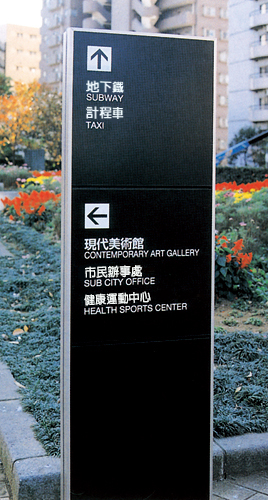 地下鐵
SUBWAY
計程車
TAXI
現代美術館
CONTEMPORARY ART GALLERY
市民辦事處
SUB CITY OFFICE
健康運動中心
HEALTH SPORTS CENTER